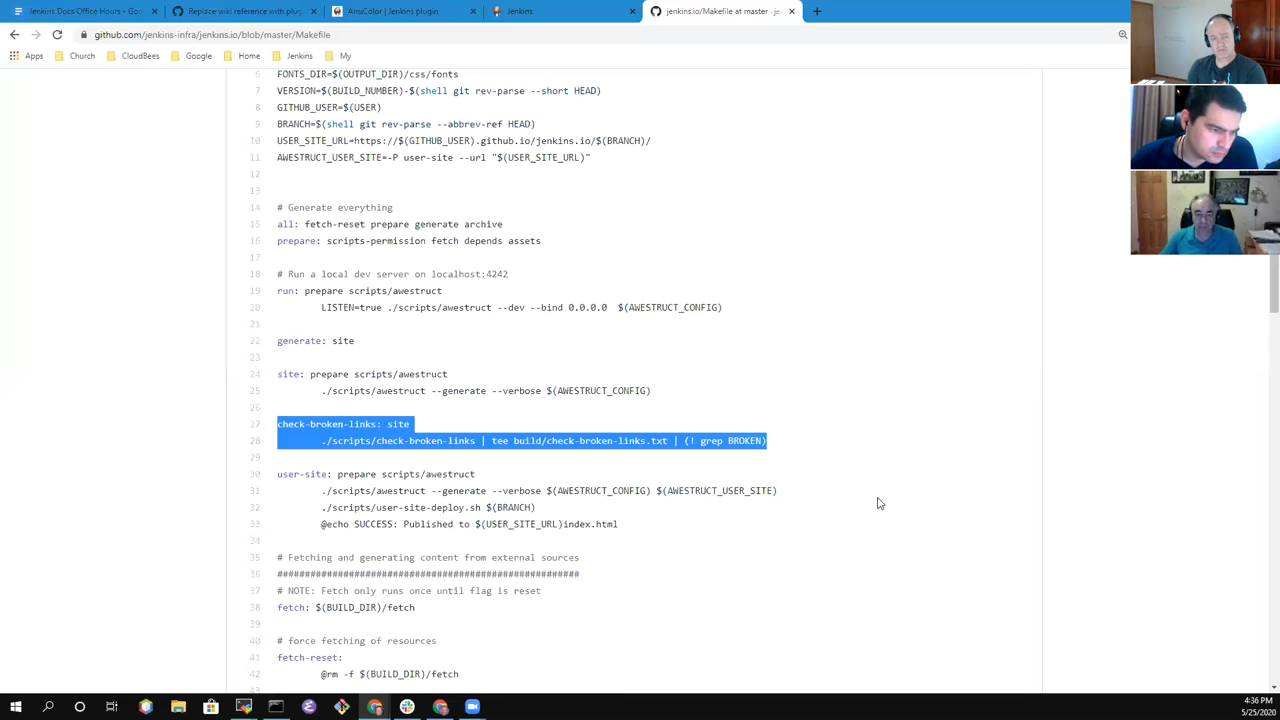 Jenkins Docs Office Hours - Goo
Replace wiki reference with plug
AnsiColor | Jenkins plugin
Jenkins
jenkins.io/Makefile at master · jen
github.com/jenkins-infra/jenkins.io/blob/master/Makefile
Apps Church CloudBees Google Home Jenkins My
6 FONTS_DIR=$(OUTPUT_DIR)/css/fonts
7 VERSION=$(BUILD_NUMBER)-$(shell git rev-parse --short HEAD)
8 GITHUB_USER=$(USER)
9 BRANCH=$(shell git rev-parse --abbrev-ref HEAD)
10 USER_SITE_URL=https://$(GITHUB_USER).github.io/jenkins.io/$(BRANCH)/
11 AWESTRUCT_USER_SITE=-P user-site --url "$(USER_SITE_URL)"
12
13
14 # Generate everything
15 all: fetch-reset prepare generate archive
16 prepare: scripts-permission fetch depends assets
17
18 # Run a local dev server on localhost:4242
19 run: prepare scripts/awestruct
20 LISTEN=true ./scripts/awestruct --dev --bind 0.0.0.0 $(AWESTRUCT_CONFIG)
21
22 generate: site
23
24 site: prepare scripts/awestruct
25 ./scripts/awestruct --generate --verbose $(AWESTRUCT_CONFIG)
26
27 check-broken-links: site
28 ./scripts/check-broken-links | tee build/check-broken-links.txt | (! grep BROKEN)
29
30 user-site: prepare scripts/awestruct
31 ./scripts/awestruct --generate --verbose $(AWESTRUCT_CONFIG) $(AWESTRUCT_USER_SITE)
32 ./scripts/user-site-deploy.sh $(BRANCH)
33 @echo SUCCESS: Published to $(USER_SITE_URL)index.html
34
35 # Fetching and generating content from external sources
36 #######################################################
37 # NOTE: Fetch only runs once until flag is reset
38 fetch: $(BUILD_DIR)/fetch
39
40 # force fetching of resources
41 fetch-reset:
42 @rm -f $(BUILD_DIR)/fetch
43
4:36 PM
5/25/2020